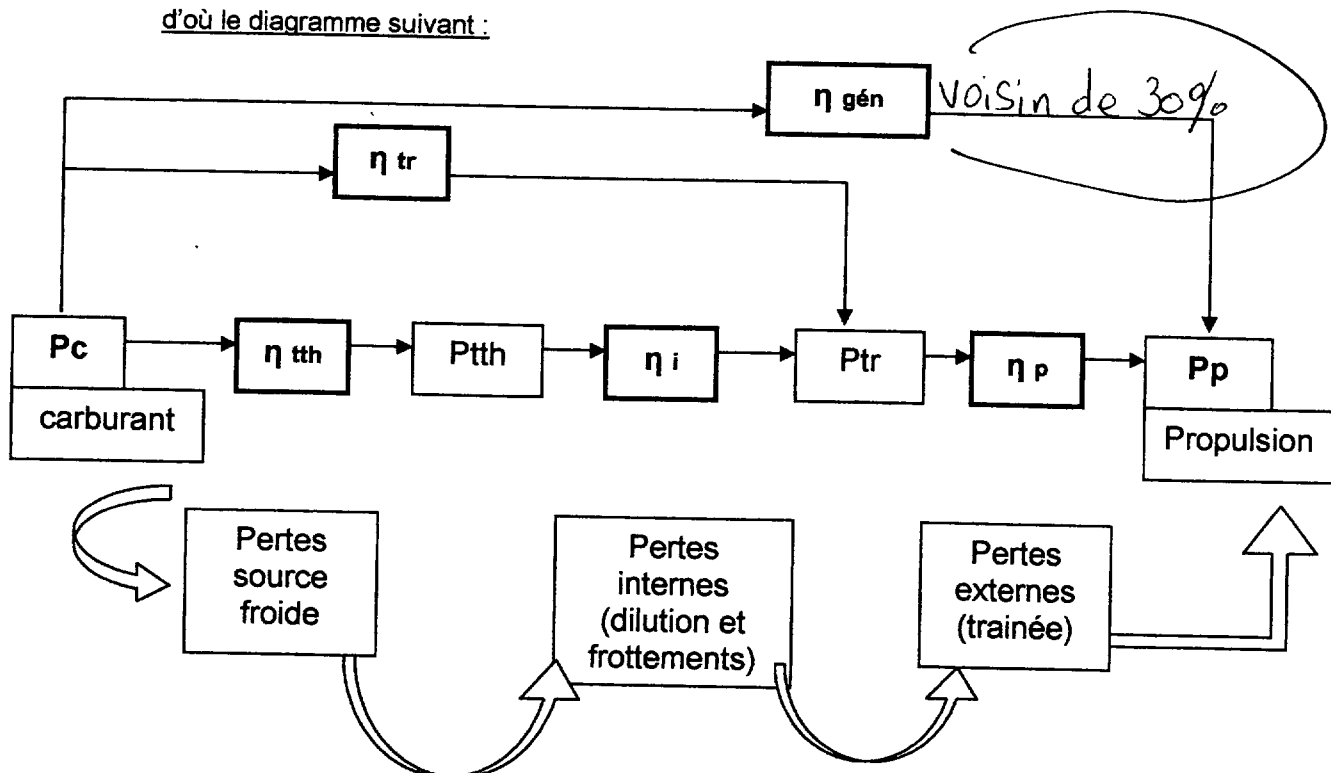 d'où le diagramme suivant :
η gén
voisin de 30%
η tr
Pc
η tth
Ptth
η i
Ptr
η p
Pp
carburant
Propulsion
Pertes
source
froide
Pertes
internes
(dilution et
frottements)
Pertes
externes
(trainée)